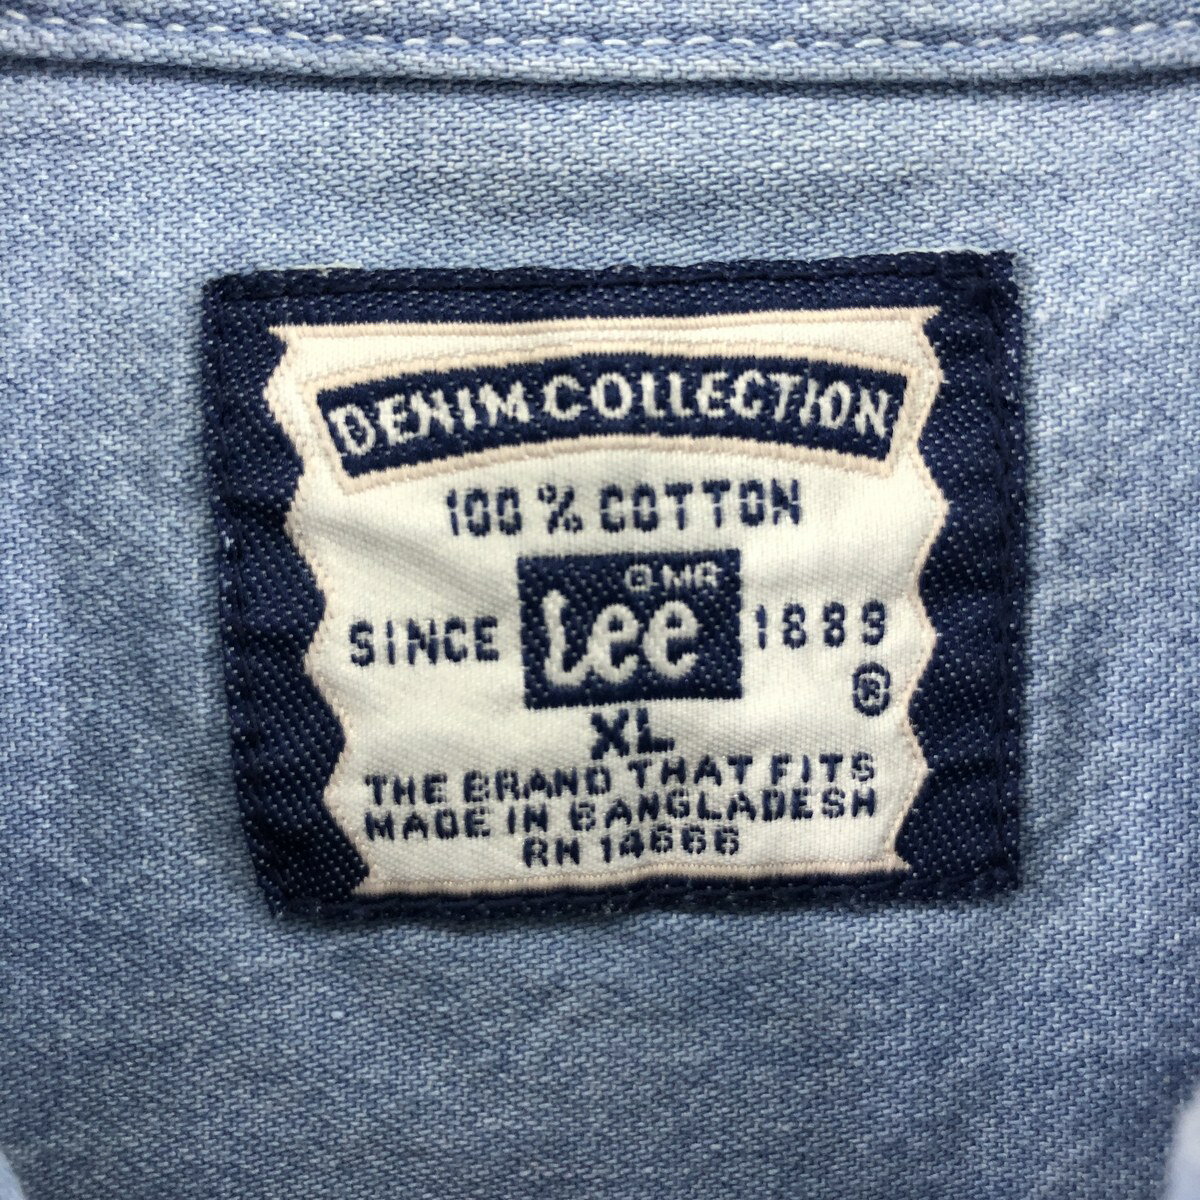 DENIM COLLECTION
100% COTTON
® MR
SINCE Lee 1889
®
XL
THE BRAND THAT FITS
MADE IN BANGLADESH
RN 14666